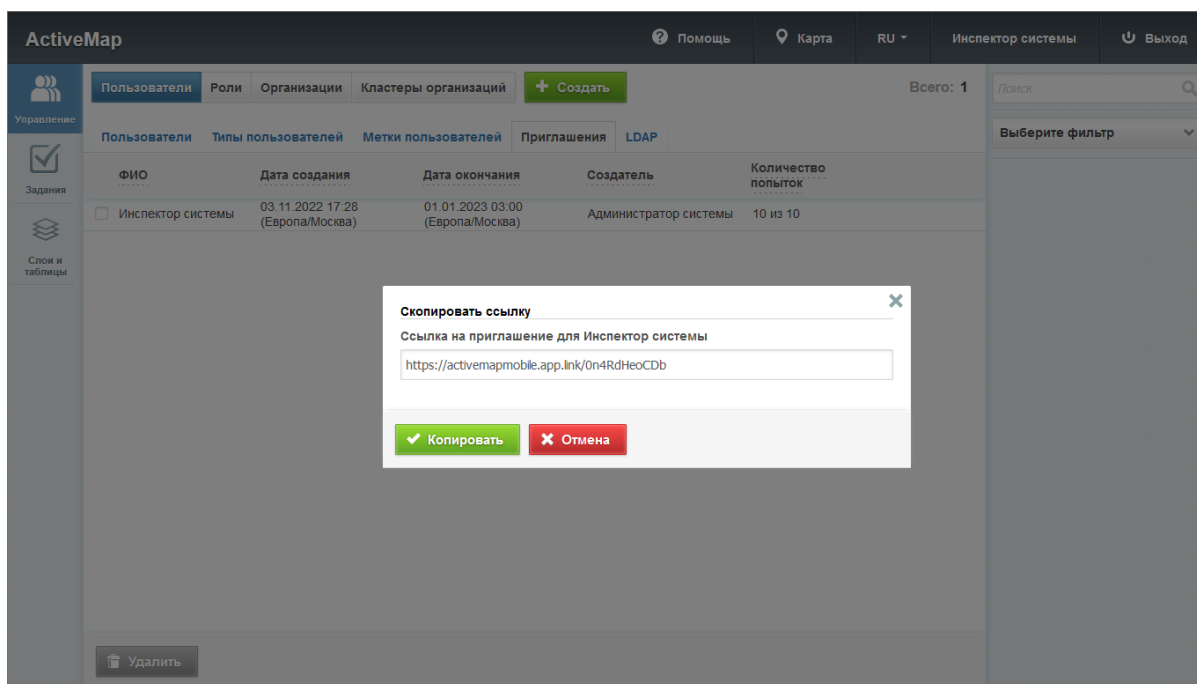 ActiveMap
Помощь
Карта
RU
Инспектор системы
Выход
Управление
Задания
Слои и
таблицы
Пользователи
Роли
Организации
Кластеры организаций
Создать
Всего: 1
Пользователи
Типы пользователей
Метки пользователей
Приглашения
LDAP
ФИО
Дата создания
Дата окончания
Создатель
Количество
попыток
Инспектор системы
03.11.2022 17:28
(Европа/Москва)
01.01.2023 03:00
(Европа/Москва)
Администратор системы
10 из 10
Поиск
Выберите фильтр
Скопировать ссылку
Ссылка на приглашение для Инспектор системы
https://activemapmobile.app.link/0n4RdHeoCDb
Копировать
Отмена
Удалить